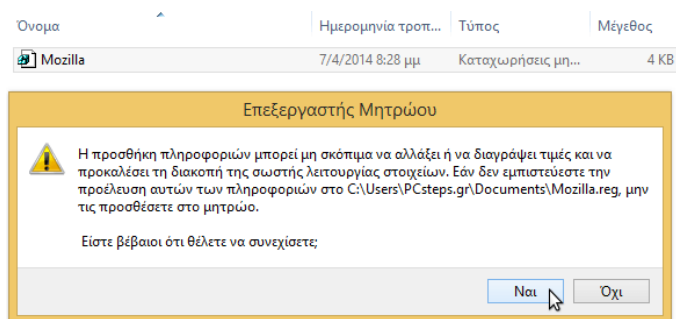 Όνομα Ημερομηνία τροπ... Τύπος Μέγεθος
Mozilla 7/4/2014 8:28 μμ Καταχωρήσεις μη... 4 KB
Επεξεργαστής Μητρώου
Η προσθήκη πληροφοριών μπορεί μη σκόπιμα να αλλάξει ή να διαγράψει τιμές και να
προκαλέσει τη διακοπή της σωστής λειτουργίας στοιχείων. Εάν δεν εμπιστεύεστε την
προέλευση αυτών των πληροφοριών στο C:\Users\PCsteps.gr\Documents\Mozilla.reg, μην
τις προσθέσετε στο μητρώο.
Είστε βέβαιοι ότι θέλετε να συνεχίσετε;
Ναι Όχι